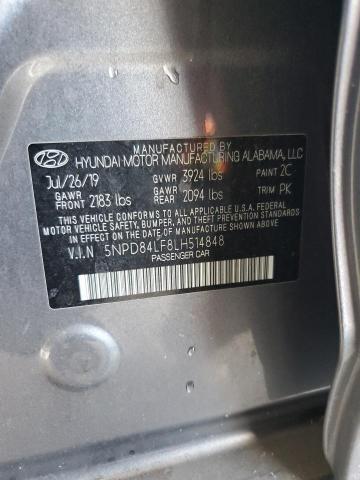 MANUFACTURED BY
HYUNDAI MOTOR MANUFACTURING ALABAMA, LLC
Jul/26/19 GVWR 3924 lbs PAINT 2C
GAWR FRONT 2183 lbs GAWR REAR 2094 lbs TRIM PK
THIS VEHICLE CONFORMS TO ALL APPLICABLE U.S.A. FEDERAL
MOTOR VEHICLE SAFETY, BUMPER, AND THEFT PREVENTION
STANDARDS IN EFFECT ON THE DATE OF MANUFACTURE SHOWN ABOVE.
V.I.N 5NPD84LF8LH514848
PASSENGER CAR